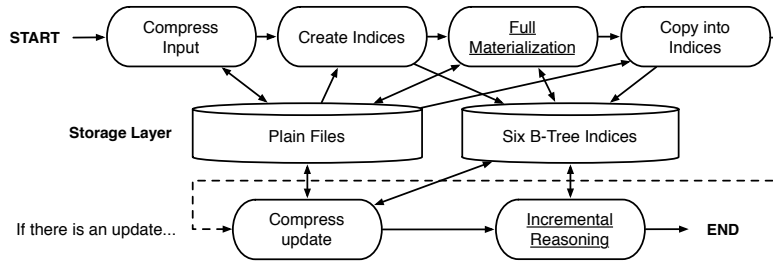 START
Compress
Input
Create Indices
Full
Materialization
Copy into
Indices
Storage Layer
Plain Files
Six B-Tree Indices
If there is an update...
Compress
update
Incremental
Reasoning
END